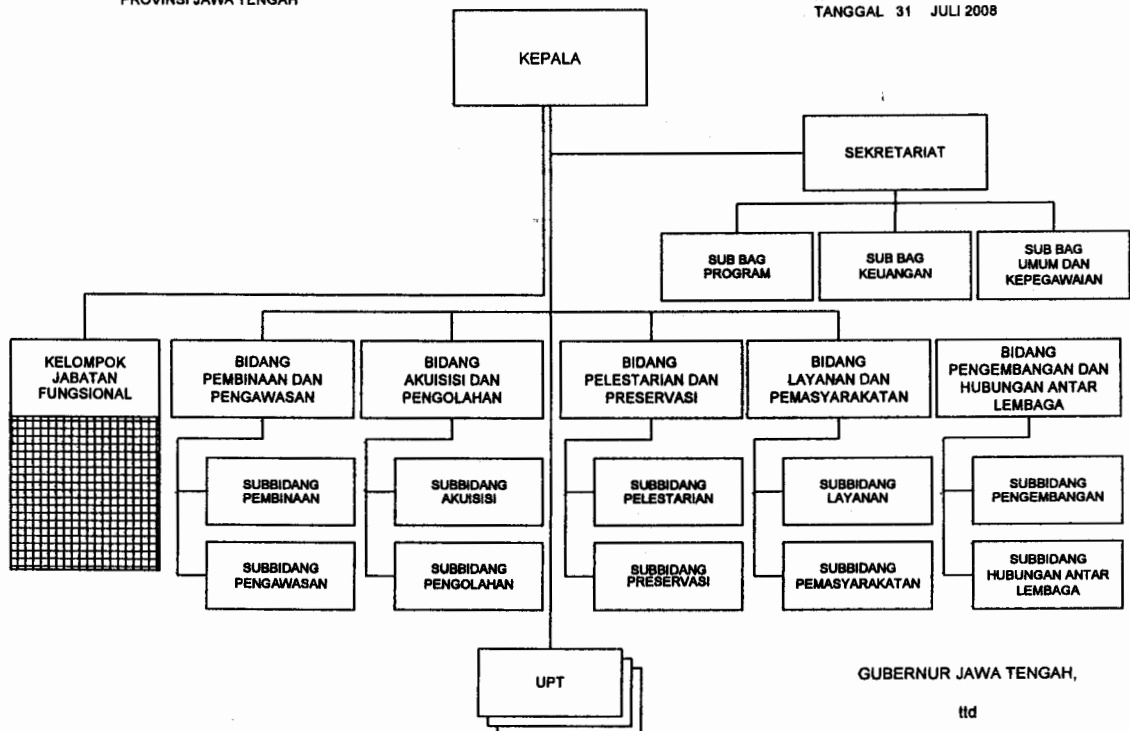 PROVINSI JAWA TENGAH
TANGGAL 31 JULI 2008
KEPALA
SEKRETARIAT
SUB BAG
PROGRAM
SUB BAG
KEUANGAN
SUB BAG
UMUM DAN
KEPEGAWAIAN
KELOMPOK
JABATAN
FUNGSIONAL
BIDANG
PEMBINAAN DAN
PENGAWASAN
BIDANG
AKUISISI DAN
PENGOLAHAN
BIDANG
PELESTARIAN DAN
PRESERVASI
BIDANG
LAYANAN DAN
PEMASYARAKATAN
BIDANG
PENGEMBANGAN DAN
HUBUNGAN ANTAR
LEMBAGA
SUBBIDANG
PEMBINAAN
SUBBIDANG
AKUISISI
SUBBIDANG
PELESTARIAN
SUBBIDANG
LAYANAN
SUBBIDANG
PENGEMBANGAN
SUBBIDANG
PENGAWASAN
SUBBIDANG
PENGOLAHAN
SUBBIDANG
PRESERVASI
SUBBIDANG
PEMASYARAKATAN
SUBBIDANG
HUBUNGAN ANTAR
LEMBAGA
UPT
GUBERNUR JAWA TENGAH,
ttd